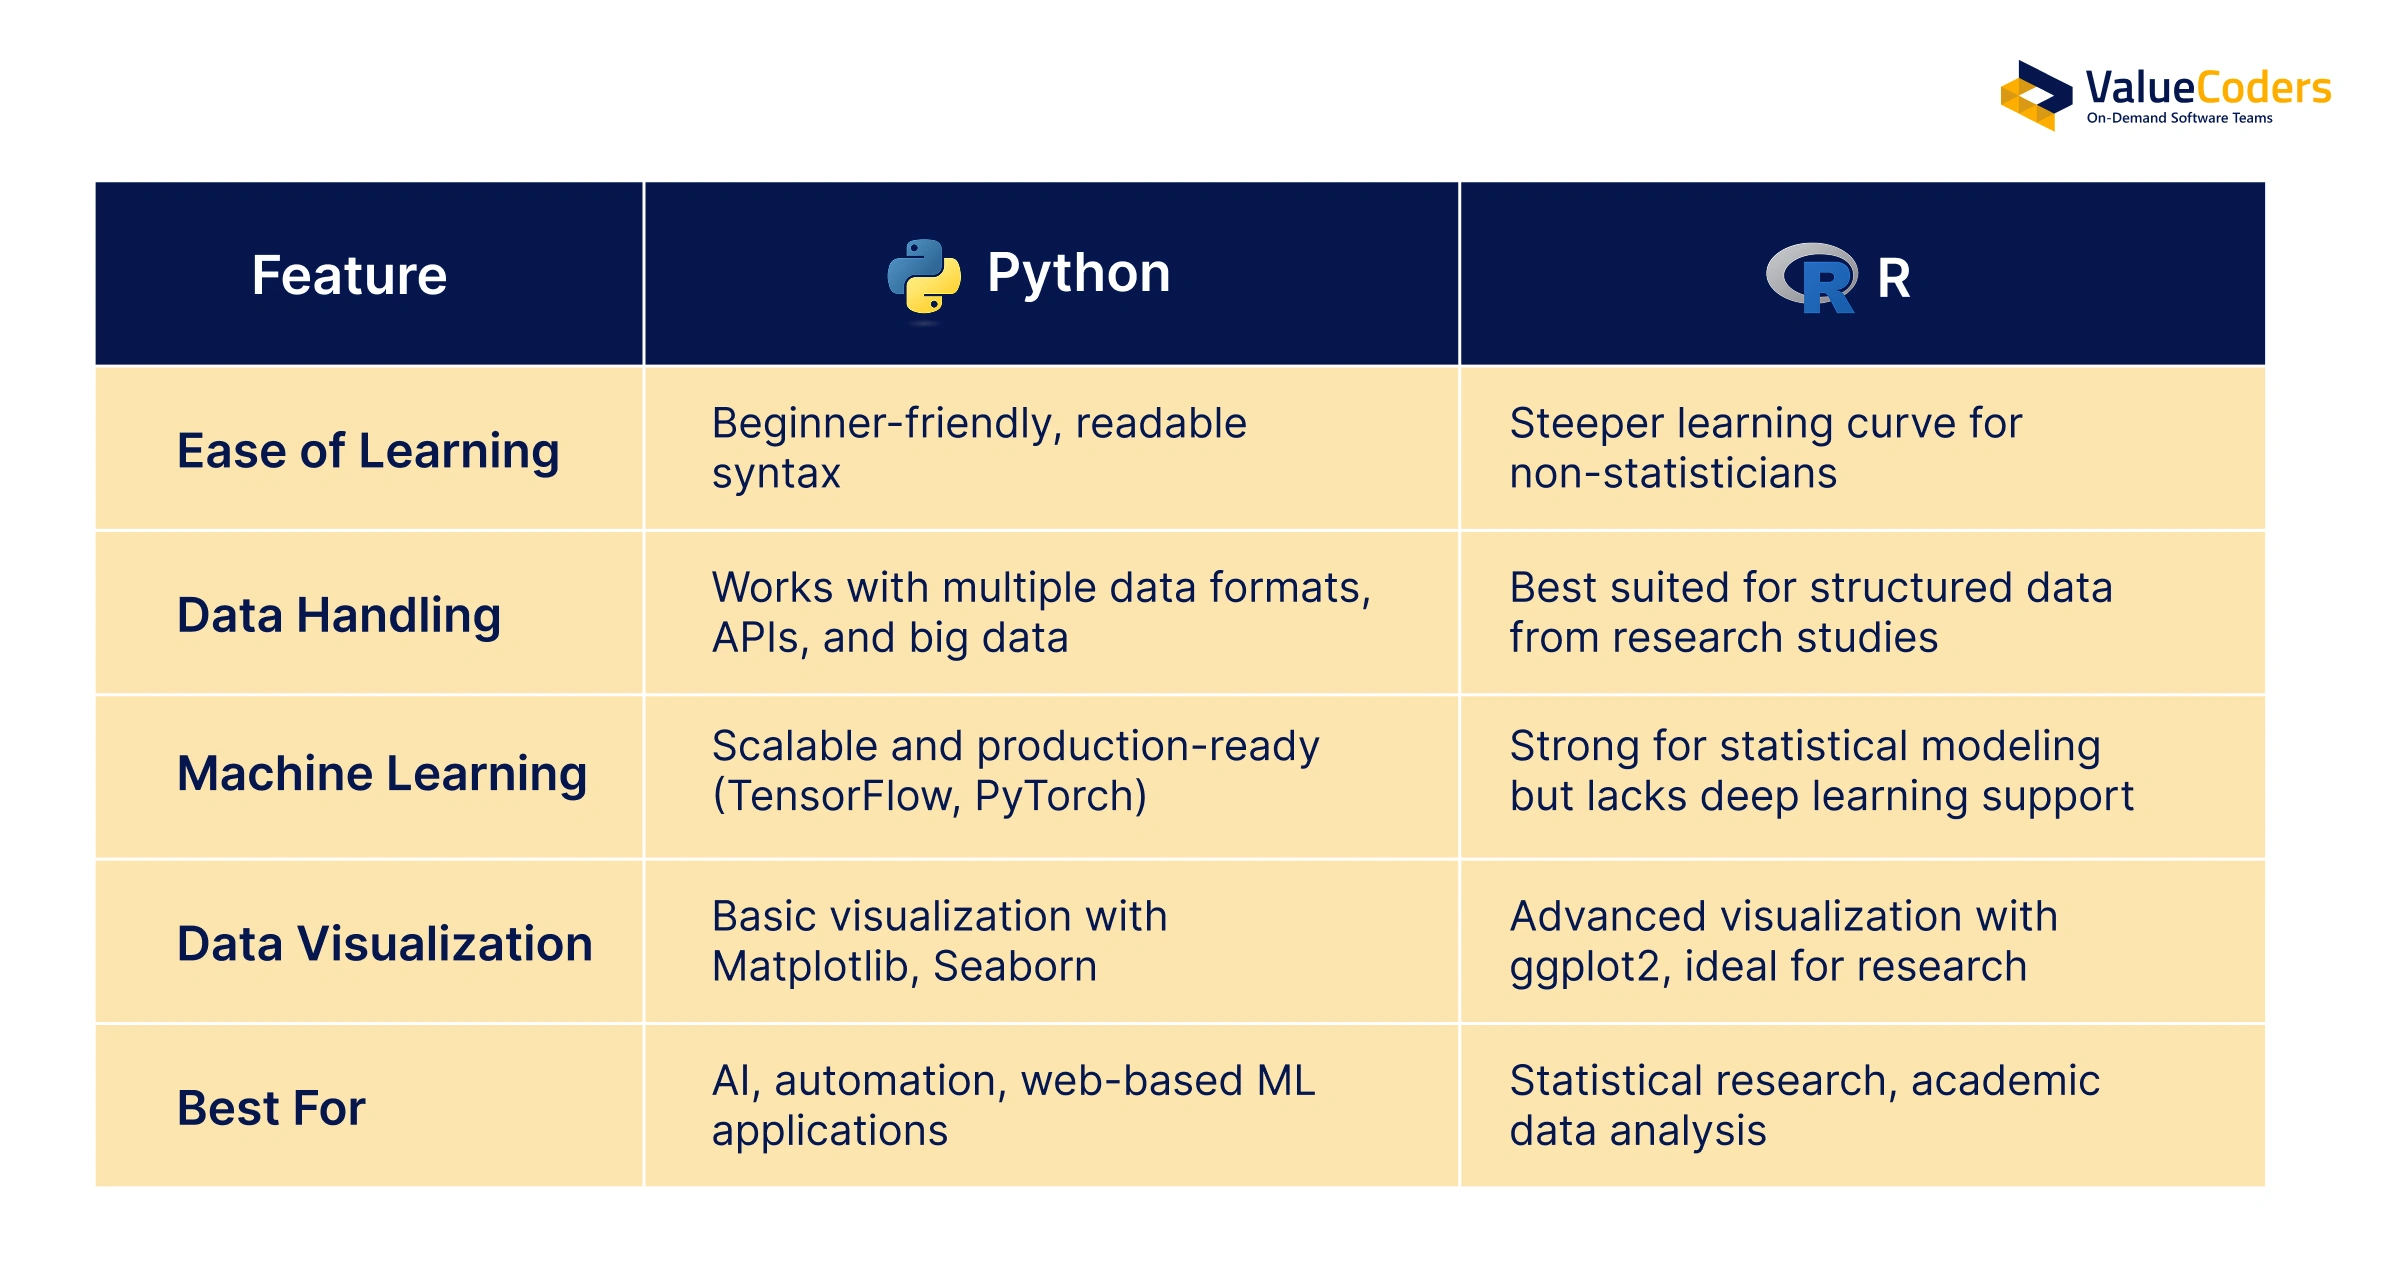 ValueCoders
On-Demand Software Teams
Feature
Python
R
Ease of Learning
Beginner-friendly, readable
syntax
Steeper learning curve for
non-statisticians
Data Handling
Works with multiple data formats,
APIs, and big data
Best suited for structured data
from research studies
Machine Learning
Scalable and production-ready
(TensorFlow, PyTorch)
Strong for statistical modeling
but lacks deep learning support
Data Visualization
Basic visualization with
Matplotlib, Seaborn
Advanced visualization with
ggplot2, ideal for research
Best For
AI, automation, web-based ML
applications
Statistical research, academic
data analysis